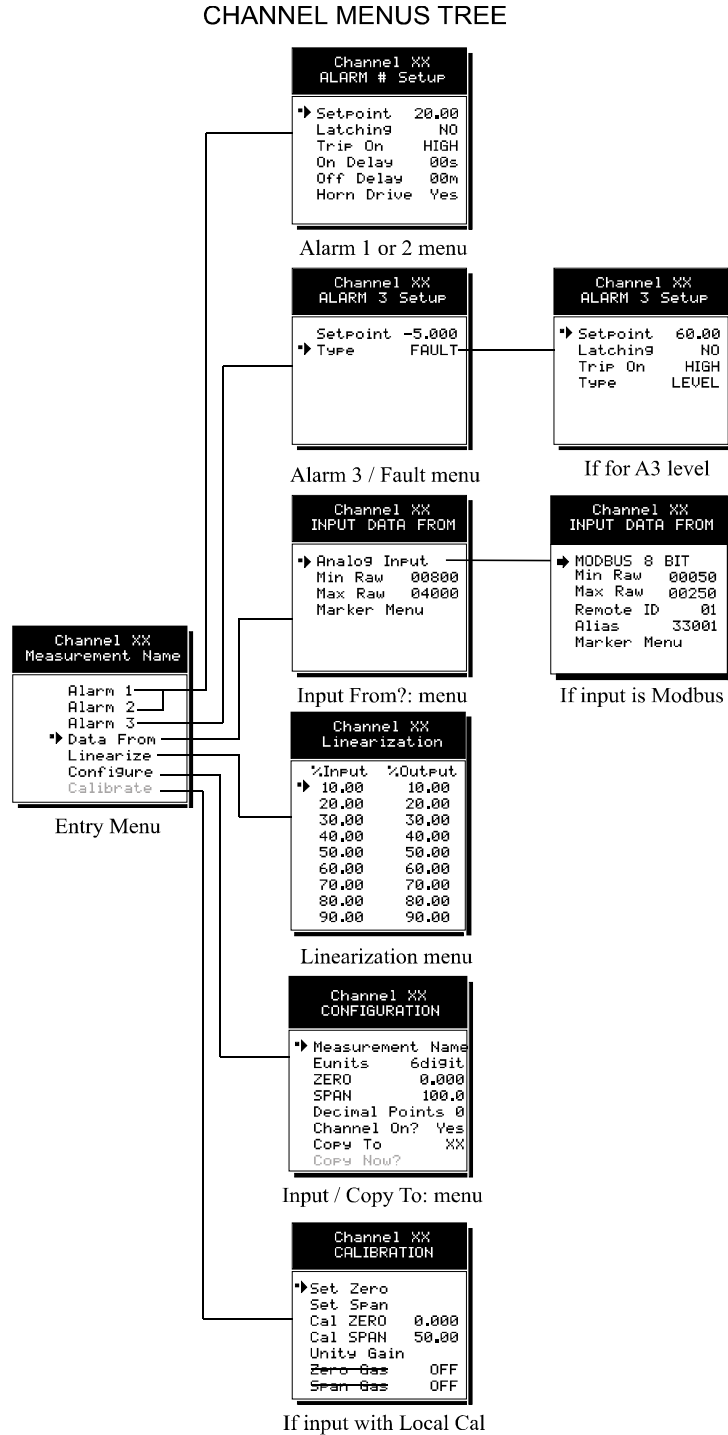 CHANNEL MENUS TREE
Channel XX
ALARM # Setup
Setpoint 20.00
Latching NO
Trip On HIGH
On Delay 00s
Off Delay 00m
Horn Drive Yes
Alarm 1 or 2 menu
Channel XX
ALARM 3 Setup
Setpoint -5.000
Type FAULT
Alarm 3 / Fault menu
Channel XX
ALARM 3 Setup
Setpoint 60.00
Latching NO
Trip On HIGH
Type LEVEL
If for A3 level
Channel XX
INPUT DATA FROM
Analog Input
Min Raw 00800
Max Raw 04000
Marker Menu
Input From?: menu
Channel XX
INPUT DATA FROM
MODBUS 8 BIT
Min Raw 00050
Max Raw 00250
Remote ID 01
Alias 33001
Marker Menu
If input is Modbus
Channel XX
Measurement Name
Alarm 1
Alarm 2
Alarm 3
Data From
Linearize
Configure
Calibrate
Entry Menu
Channel XX
Linearization
%Input %Output
10.00 10.00
20.00 20.00
30.00 30.00
40.00 40.00
50.00 50.00
60.00 60.00
70.00 70.00
80.00 80.00
90.00 90.00
Linearization menu
Channel XX
CONFIGURATION
Measurement Name
Eunits 6digit
ZERO 0.000
SPAN 100.0
Decimal Points 0
Channel On? Yes
Copy To XX
Copy Now?
Input / Copy To: menu
Channel XX
CALIBRATION
Set Zero
Set Span
Cal ZERO 0.000
Cal SPAN 50.00
Unity Gain
Zero Gas OFF
Span Gas OFF
If input with Local Cal